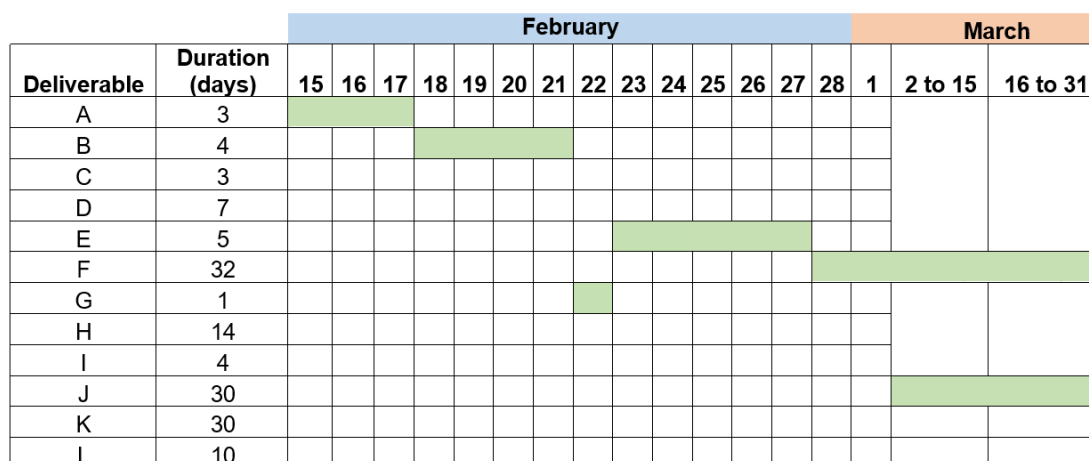 February March
Deliverable Duration (days) 15 16 17 18 19 20 21 22 23 24 25 26 27 28 1 2 to 15 16 to 31
A 3
B 4
C 3
D 7
E 5
F 32
G 1
H 14
I 4
J 30
K 30
L 10